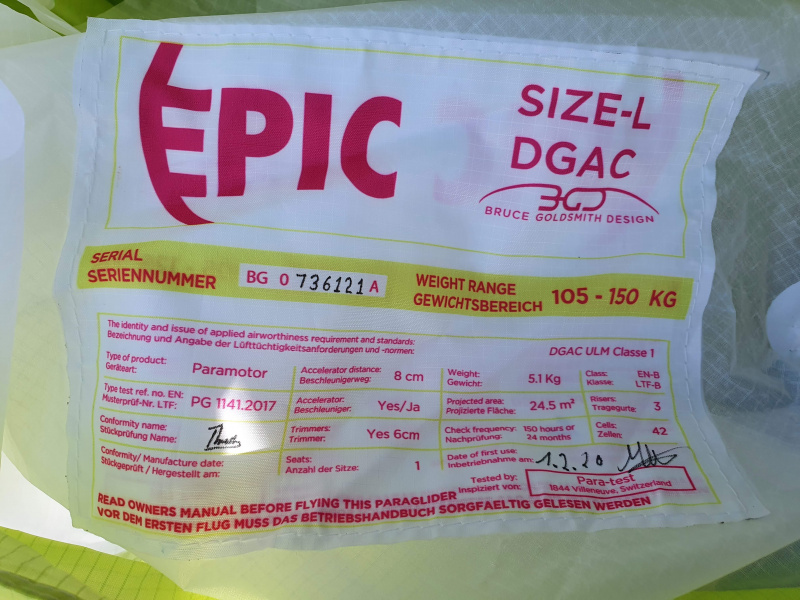 EPIC
SIZE-L
DGAC
BGD
BRUCE GOLDSMITH DESIGN
SERIAL
SERIENNUMMER
BG 0 736121 A
WEIGHT RANGE
GEWICHTSBEREICH
105 - 150 KG
The identity and issue of applied airworthiness requirement and standards:
Bezeichnung und Angabe der Lüfttüchtigkeitsanforderungen und -normen:
DGAC ULM Classe 1
Type of product:
Geräteart:
Paramotor
Accelerator distance:
Beschleunigerweg:
8 cm
Weight:
Gewicht:
5.1 Kg
Class:
Klasse:
EN-B
LTF-B
Type test ref. no. EN:
Musterprüf-Nr. LTF:
PG 1141.2017
Accelerator:
Beschleuniger:
Yes/Ja
Projected area:
Projizierte Fläche:
24.5 m²
Risers:
Tragegurte:
3
Conformity name:
Stückprüfung Name:
Trimmers:
Trimmer:
Yes 6cm
Check frequency:
Nachprüfung:
150 hours or
24 months
Cells:
Zellen:
42
Conformity/ Manufacture date:
Stückgeprüft / Hergestellt am:
Seats:
Anzahl der Sitze:
1
Date of first use:
Inbetriebnahme am:
1.2.20
Tested by:
Inspiziert von:
Para-test
1844 Villeneuve, Switzerland
READ OWNERS MANUAL BEFORE FLYING THIS PARAGLIDER
VOR DEN ERSTEN FLUG MUSS DAS BETRIEBSHANDBUCH SORGFAELTIG GELESEN WERDEN